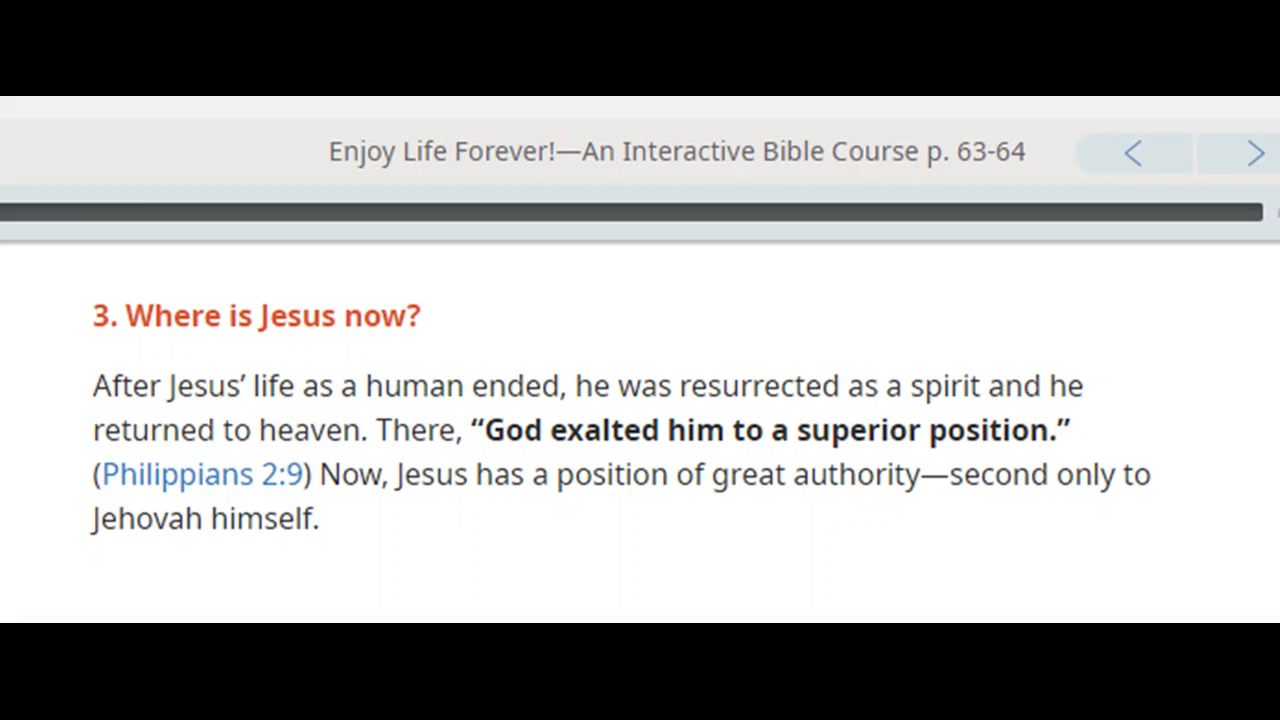 Enjoy Life Forever!—An Interactive Bible Course p. 63-64
3. Where is Jesus now?
After Jesus’ life as a human ended, he was resurrected as a spirit and he
returned to heaven. There, “God exalted him to a superior position.”
(Philippians 2:9) Now, Jesus has a position of great authority—second only to
Jehovah himself.